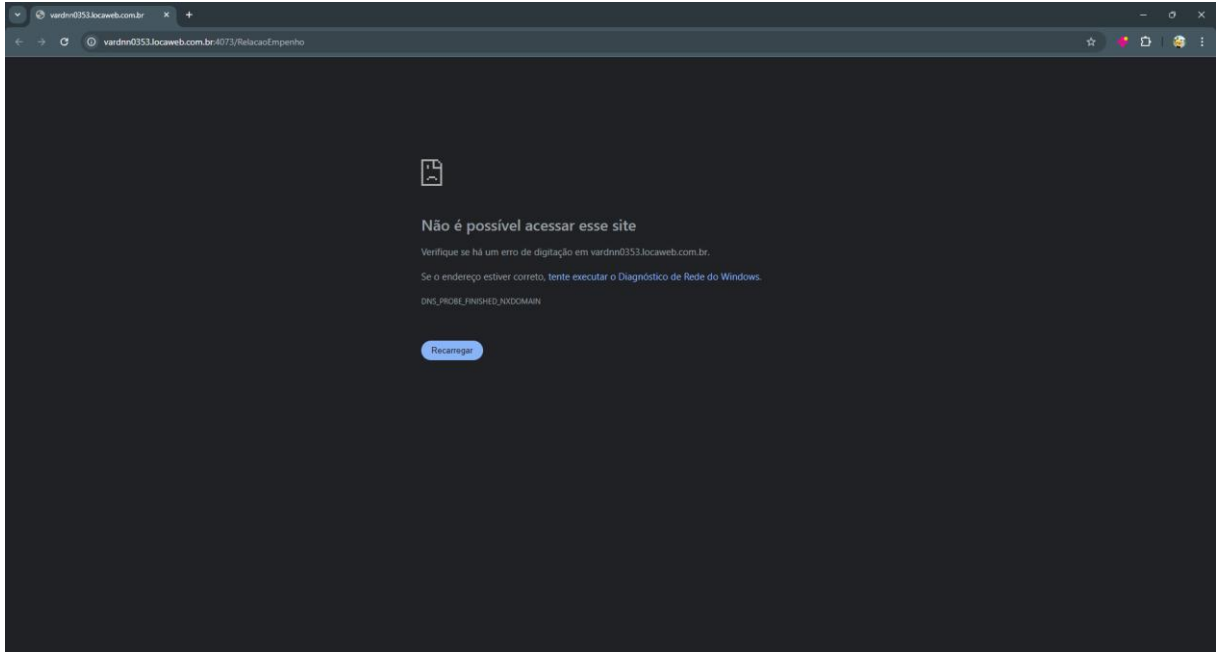 vardnn0353.locaweb.com.br
vardnn0353.locaweb.com.br:4073/RelacaoEmpenho
Não é possível acessar esse site
Verifique se há um erro de digitação em vardnn0353.locaweb.com.br.
Se o endereço estiver correto, tente executar o Diagnóstico de Rede do Windows.
DNS_PROBE_FINISHED_NXDOMAIN
Recarregar